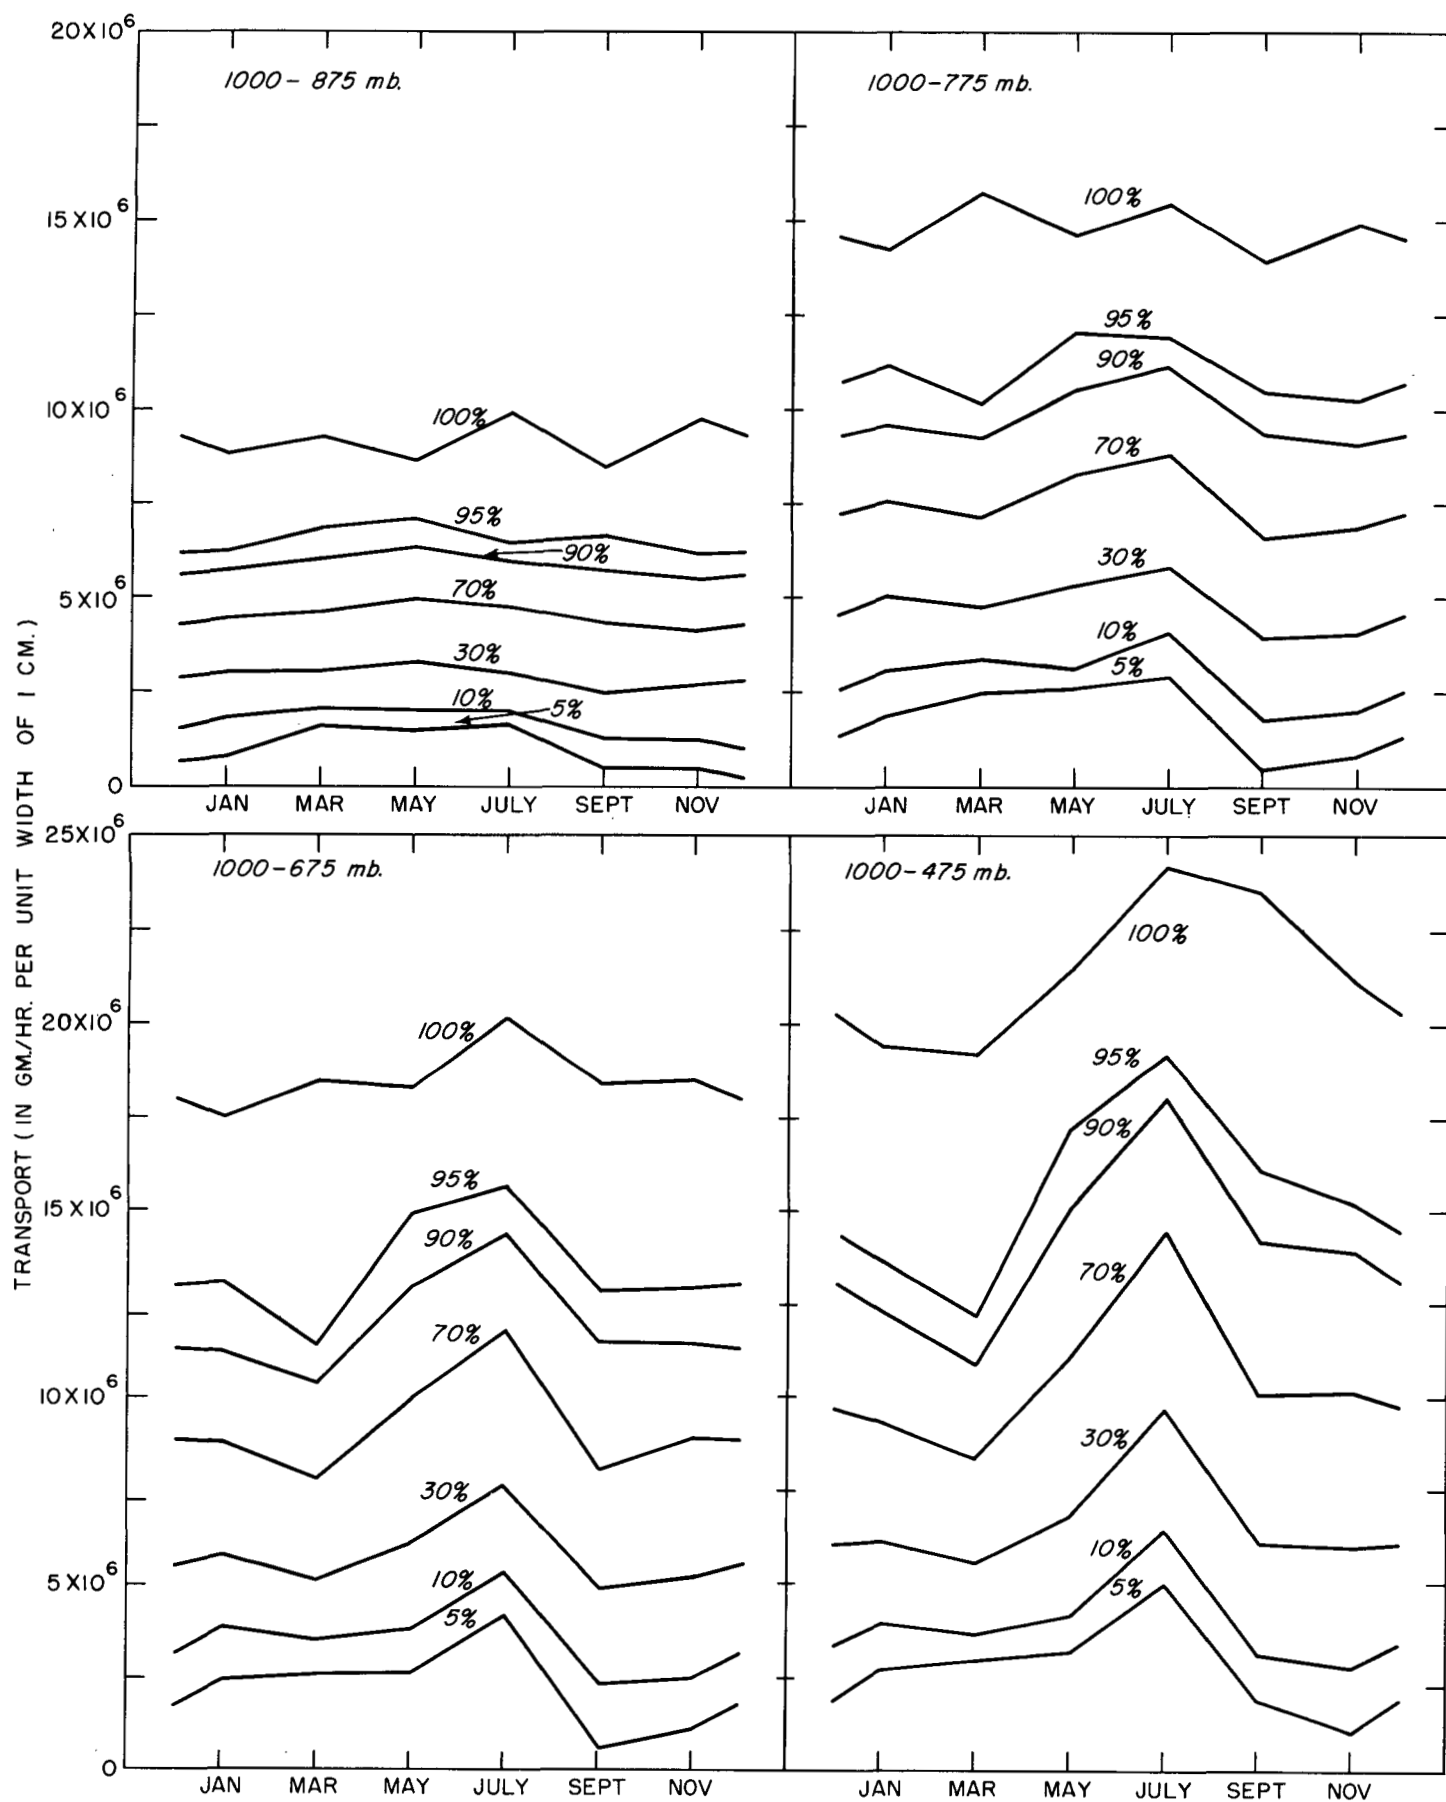 TRANSPORT (IN GM./HR. PER UNIT WIDTH OF 1 CM.)
20X10⁶
15X10⁶
10X10⁶
5X10⁶
0
1000 - 875 mb.
100%
95%
90%
70%
30%
10%
5%
JAN MAR MAY JULY SEPT NOV
1000-775 mb.
100%
95%
90%
70%
30%
10%
5%
JAN MAR MAY JULY SEPT NOV
25X10⁶
20X10⁶
15X10⁶
10X10⁶
5X10⁶
0
1000-675 mb.
100%
95%
90%
70%
30%
10%
5%
JAN MAR MAY JULY SEPT NOV
1000-475 mb.
100%
95%
90%
70%
30%
10%
5%
JAN MAR MAY JULY SEPT NOV